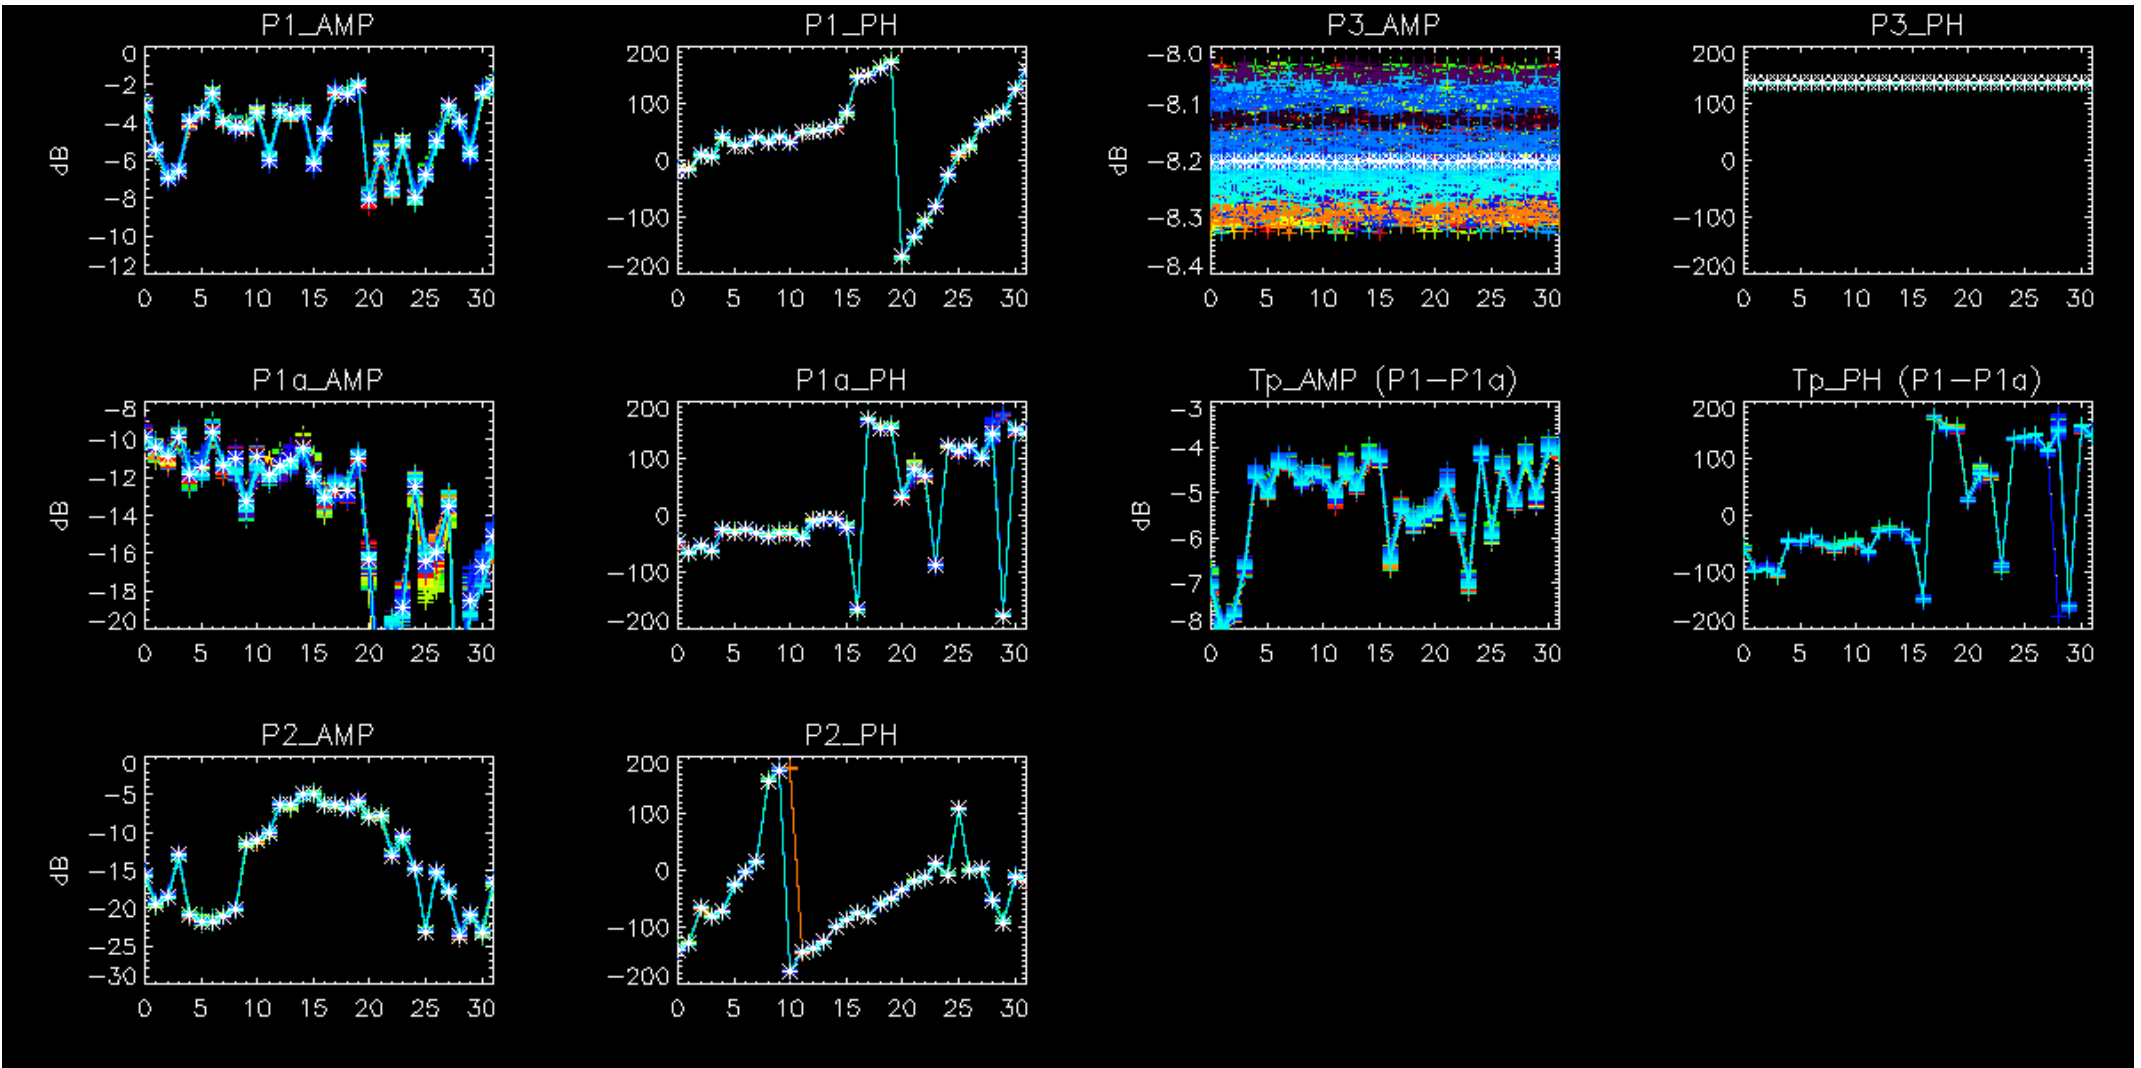 P1_AMP P1_PH P3_AMP P3_PH
0 200 -8.0 200
-2
-4 100 -8.1 100
dB -6 0 dB -8.2 0
-8
-10 -100 -8.3 -100
-12 -200 -8.4 -200
0 5 10 15 20 25 30 0 5 10 15 20 25 30 0 5 10 15 20 25 30 0 5 10 15 20 25 30
P1a_AMP P1a_PH Tp_AMP (P1-P1a) Tp_PH (P1-P1a)
-8 200 -3 200
-10 100 -4 100
-12
dB -14 0 dB -5 0
-16 -6
-18 -100 -7 -100
-20 -200 -8 -200
0 5 10 15 20 25 30 0 5 10 15 20 25 30 0 5 10 15 20 25 30 0 5 10 15 20 25 30
P2_AMP P2_PH
0 200
-5 100
-10
dB -15 0
-20 -100
-25
-30 -200
0 5 10 15 20 25 30 0 5 10 15 20 25 30